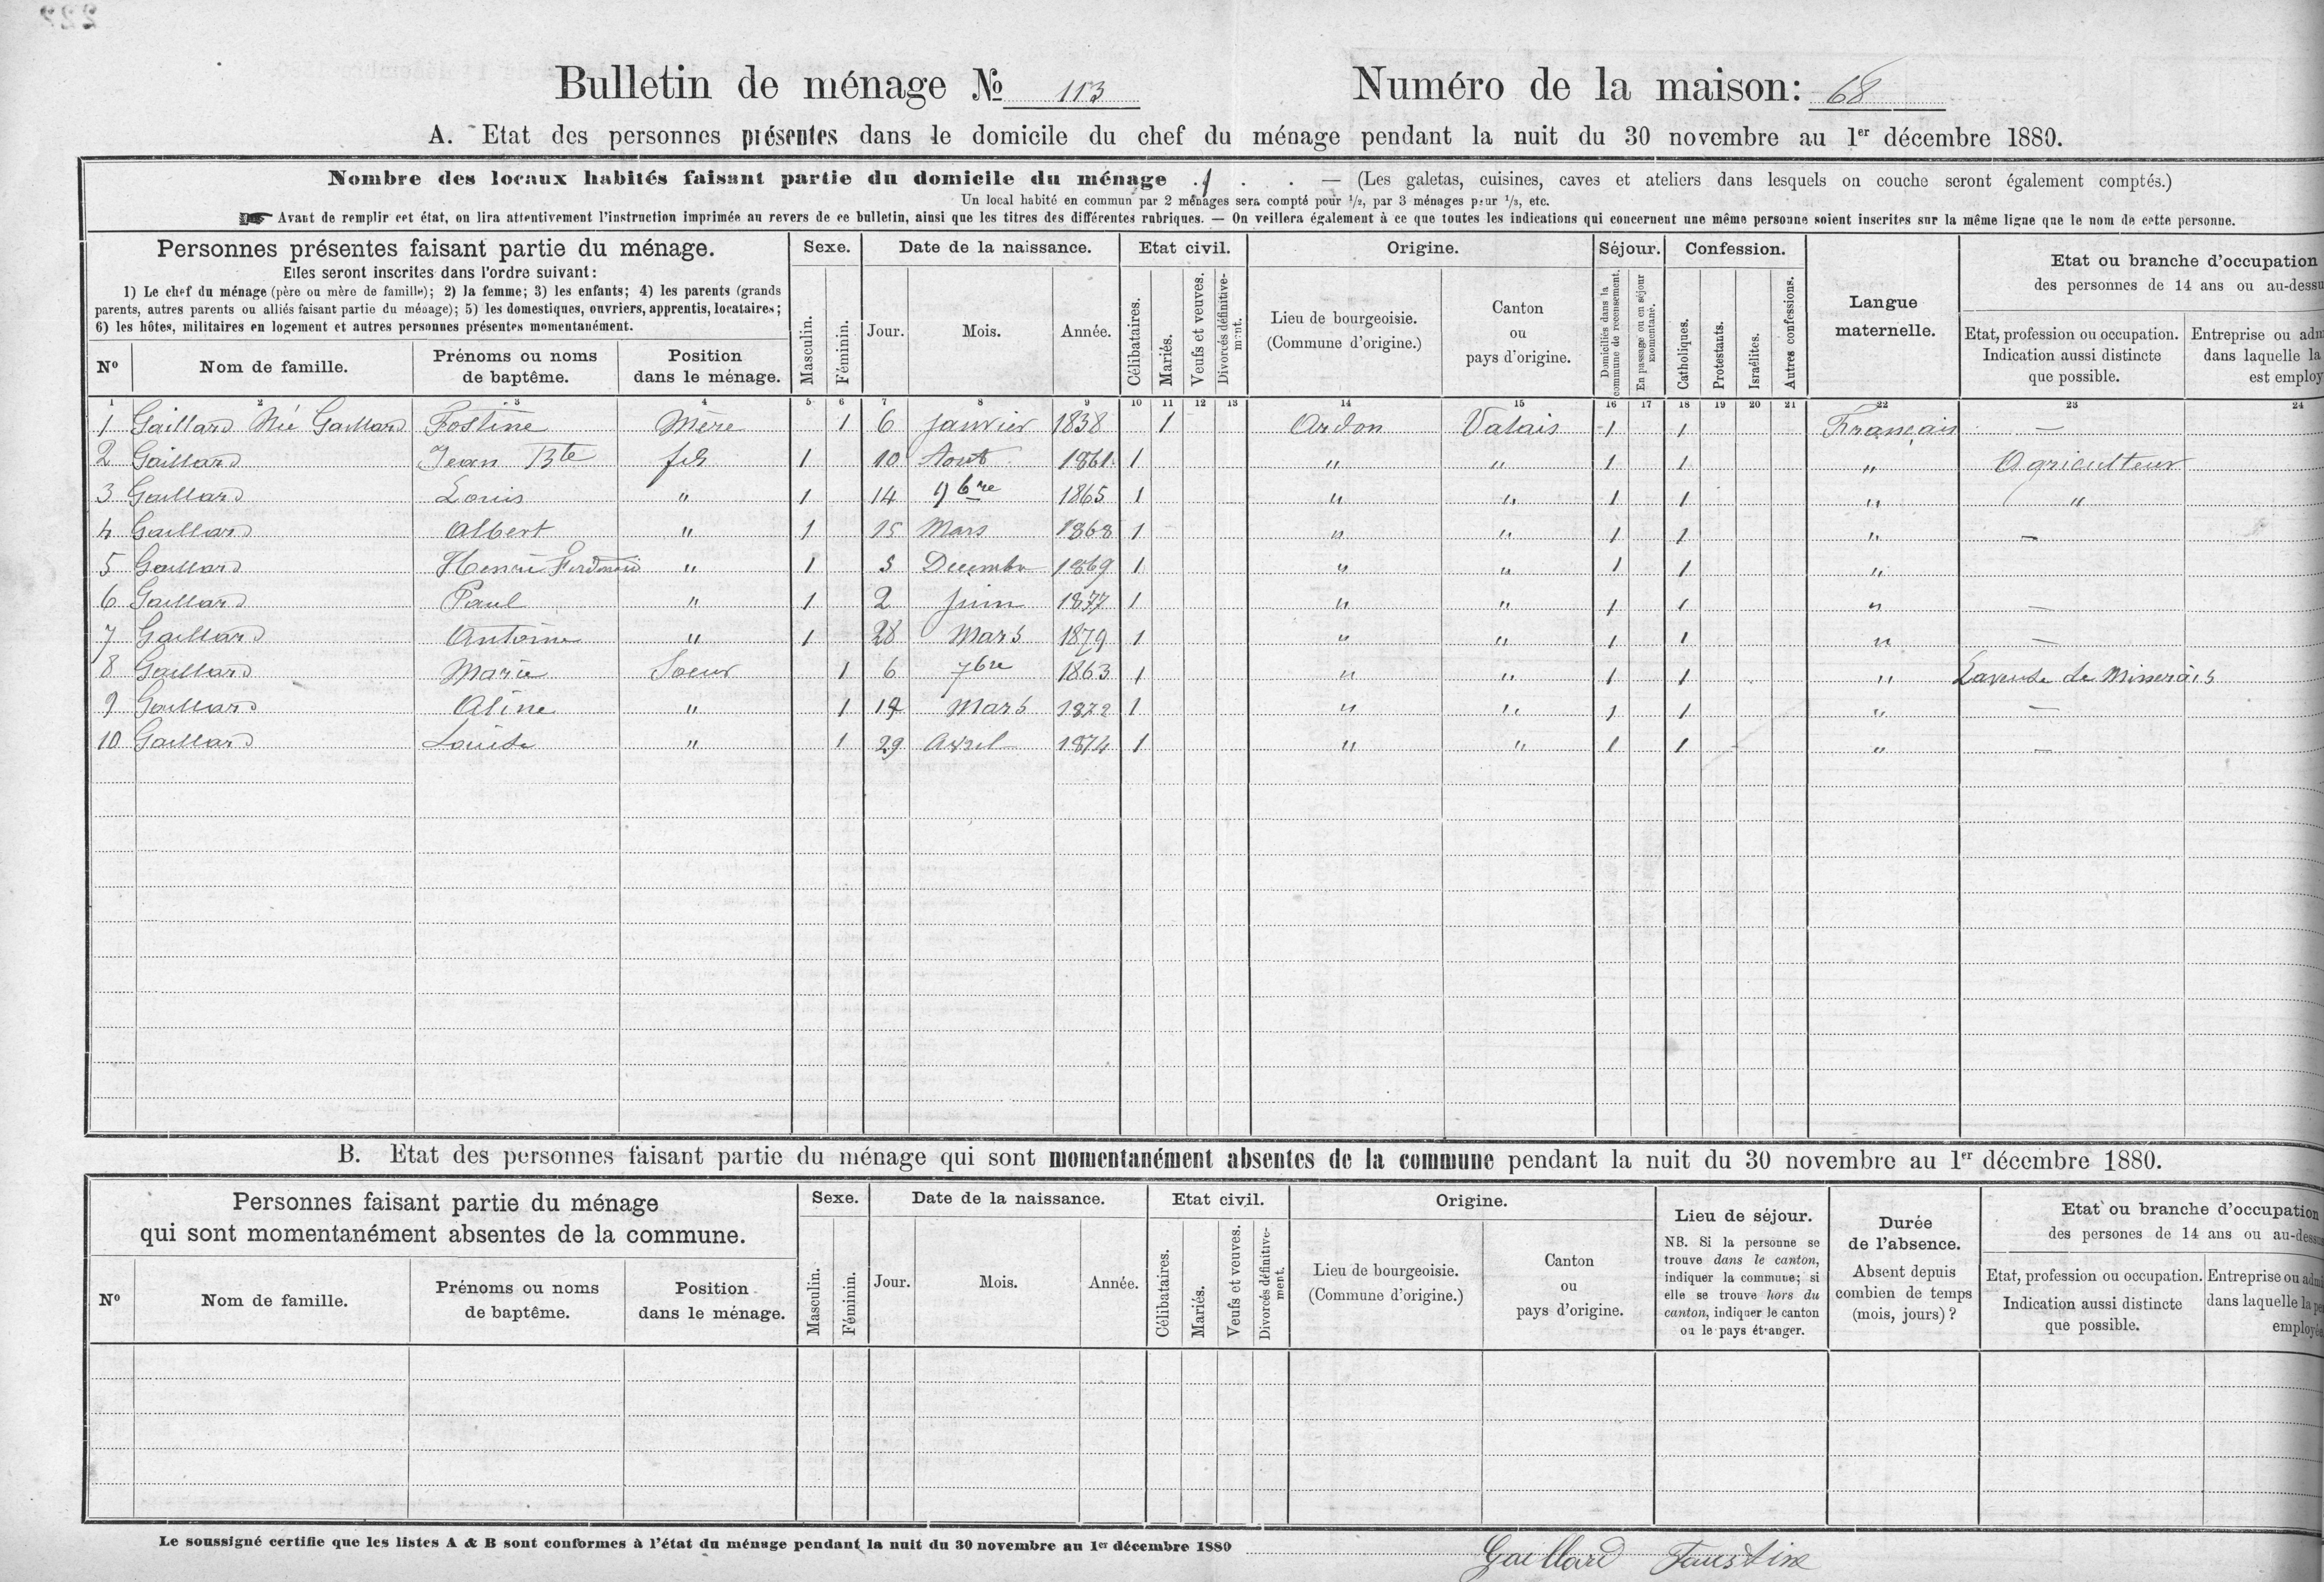 Bulletin de ménage No 113 Numéro de la maison: 68
A. Etat des personnes présentes dans le domicile du chef du ménage pendant la nuit du 30 novembre au 1er décembre 1880.
Nombre des locaux habités faisant partie du domicile du ménage . 1 . . — (Les galetas, cuisines, caves et ateliers dans lesquels on couche seront également comptés.)
Un local habité en commun par 2 ménages sera compté pour 1/2, par 3 ménages pour 1/3, etc.
Avant de remplir cet état, on lira attentivement l'instruction imprimée au revers de ce bulletin, ainsi que les titres des différentes rubriques. — On veillera également à ce que toutes les indications qui concernent une même personne soient inscrites sur la même ligne que le nom de cette personne.
Personnes présentes faisant partie du ménage. Sexe. Date de la naissance. Etat civil. Origine. Séjour. Confession. Langue maternelle. Etat ou branche d'occupation
Elles seront inscrites dans l'ordre suivant: des personnes de 14 ans ou au-dessu
1) Le chef du ménage (père ou mère de famille); 2) la femme; 3) les enfants; 4) les parents (grands
parents, autres parents ou alliés faisant partie du ménage); 5) les domestiques, ouvriers, apprentis, locataires;
6) les hôtes, militaires en logement et autres personnes présentes momentanément.
No Nom de famille. Prénoms ou noms de baptême. Position dans le ménage. Masculin. Féminin. Jour. Mois. Année. Célibataires. Mariés. Veufs et veuves. Divorcés définitivement. Lieu de bourgeoisie. (Commune d'origine.) Canton ou pays d'origine. Domiciliés dans la commune de recensement. En passage ou en séjour momentané. Catholiques. Protestants. Israélites. Autres confessions. Etat, profession ou occupation. Indication aussi distincte que possible. Entreprise ou adm dans laquelle la est employ
1 2 3 4 5 6 7 8 9 10 11 12 13 14 15 16 17 18 19 20 21 22 23 24
1 Gaillard Née Gaillard Fostine Mère 1 6 Janvier 1838 1 Ardon Valais 1 1 Français —
2 Gaillard Jean Bte fils 1 10 Aout 1861 1 " " 1 1 " Agriculteur
3 Gaillard Louis " 1 14 9bre 1865 1 " " 1 1 " "
4 Gaillard Albert " 1 15 Mars 1868 1 " " 1 1 " —
5 Gaillard Henri Ferdinand " 1 5 Decembre 1869 1 " " 1 1 "
6 Gaillard Paul " 1 2 Juin 1877 1 " " 1 1 " —
7 Gaillard Antoine " 1 28 Mars 1879 1 " " 1 1 " —
8 Gaillard Marie Soeur 1 6 7bre 1863 1 " " 1 1 " Laveuse de Minerais
9 Gaillard Aline " 1 Mars 1872 1 " " 1 1 " —
10 Gaillard Louise " 1 29 Avril 1874 1 " " 1 1 " —
B. Etat des personnes faisant partie du ménage qui sont momentanément absentes de la commune pendant la nuit du 30 novembre au 1er décembre 1880.
Personnes faisant partie du ménage qui sont momentanément absentes de la commune. Sexe. Date de la naissance. Etat civil. Origine. Lieu de séjour. Durée de l'absence. Etat ou branche d'occupation
des persones de 14 ans ou au-dess
NB. Si la personne se trouve dans le canton, indiquer la commune; si elle se trouve hors du canton, indiquer le canton ou le pays étranger.
Absent depuis combien de temps (mois, jours)?
No Nom de famille. Prénoms ou noms de baptême. Position dans le ménage. Masculin. Féminin. Jour. Mois. Année. Célibataires. Mariés. Veufs et veuves. Divorcés définitivement. Lieu de bourgeoisie. (Commune d'origine.) Canton ou pays d'origine. Etat, profession ou occupation. Indication aussi distincte que possible. Entreprise ou adm dans laquelle la pe employé
Le soussigné certifie que les listes A & B sont conformes à l'état du ménage pendant la nuit du 30 novembre au 1er décembre 1880 Gaillard Faustine